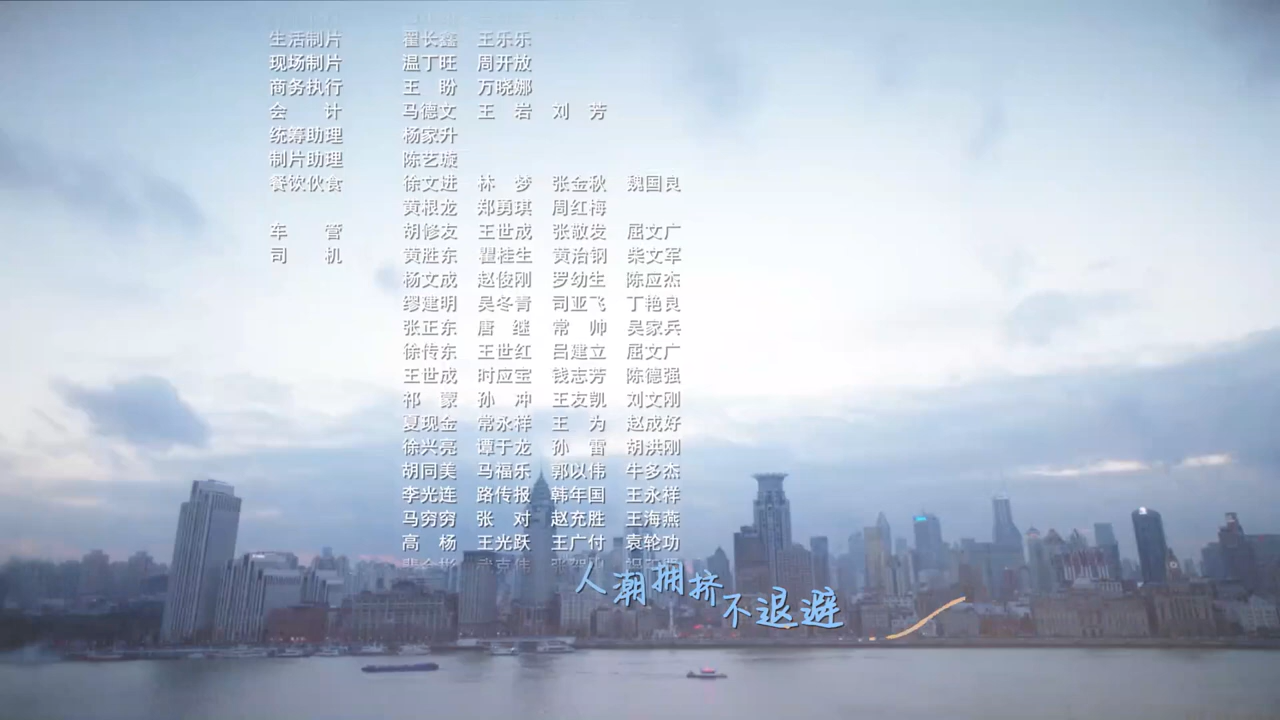 生活制片 翟长鑫 王乐乐
现场制片 温丁旺 周开放
商务执行 王 盼 万晓娜
会 计 马德文 王 岩 刘 芳
统筹助理 杨家升
制片助理 陈艺璇
餐饮伙食 徐文进 林 梦 张金秋 魏国良
黄根龙 郑勇琪 周红梅
车 管 胡修友 王世成 张敬发 屈文广
司 机 黄胜东 瞿桂生 黄治钢 柴文军
杨文成 赵俊刚 罗幼生 陈应杰
缪建明 吴冬青 司亚飞 丁艳良
张正东 唐 继 常 帅 吴家兵
徐传东 王世红 吕建立 屈文广
王世成 时应宝 钱志芳 陈德强
祁 蒙 孙 冲 王友凯 刘文刚
夏现金 常永祥 王 为 赵成好
徐兴亮 谭于龙 孙 雷 胡洪刚
胡同美 马福乐 郭以伟 牛多杰
李光连 路传报 韩年国 王永祥
马穷穷 张 对 赵充胜 王海燕
高 杨 王光跃 王广付 袁轮功
人潮拥挤不退避